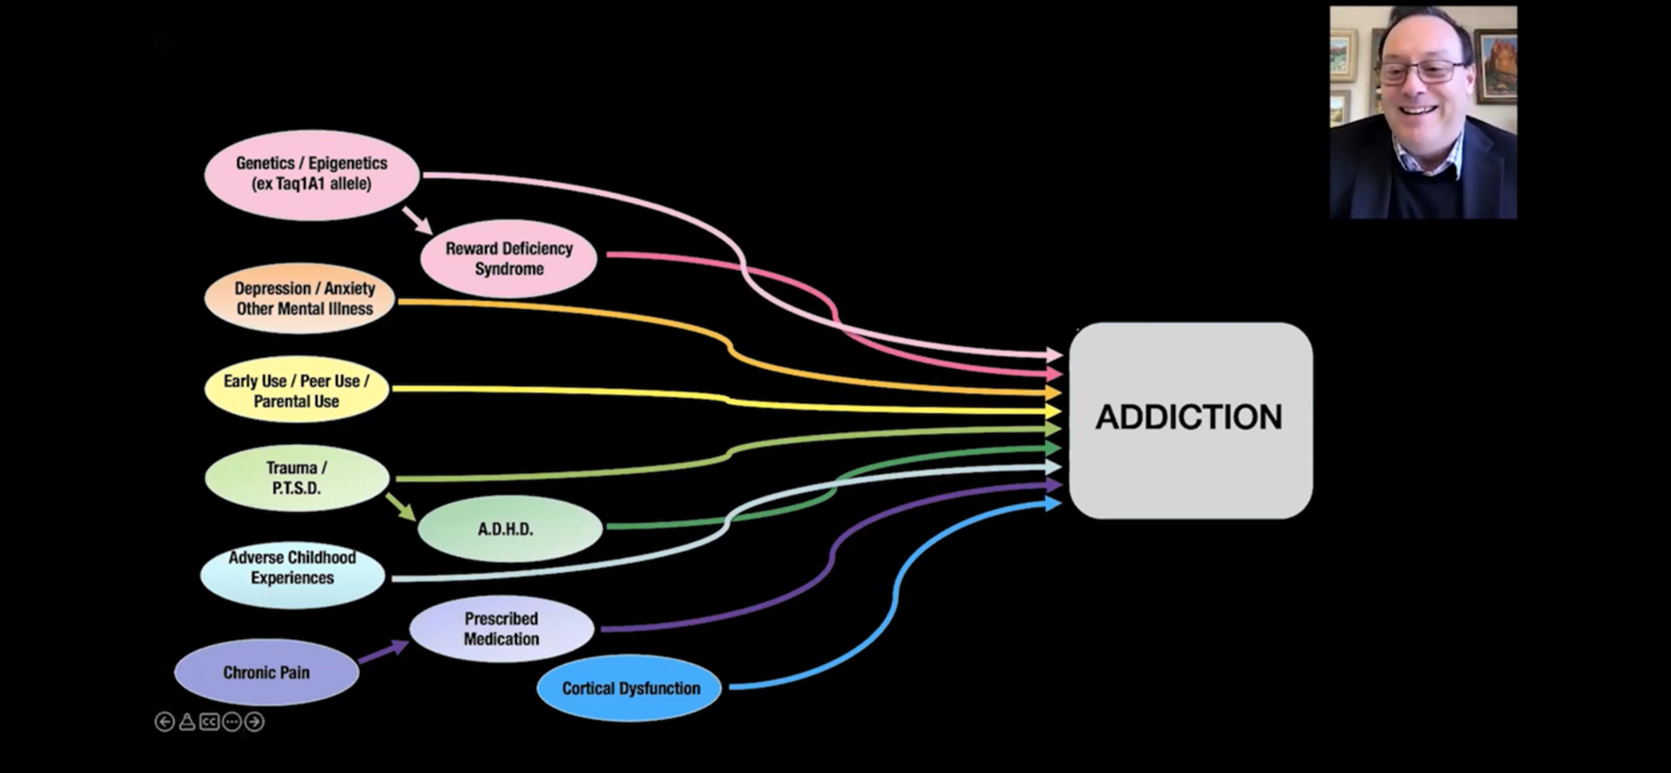 Genetics / Epigenetics
(ex Taq1A1 allele)
Reward Deficiency
Syndrome
Depression / Anxiety
Other Mental Illness
Early Use / Peer Use /
Parental Use
Trauma /
P.T.S.D.
A.D.H.D.
Adverse Childhood
Experiences
Prescribed
Medication
Chronic Pain
Cortical Dysfunction
ADDICTION
CC